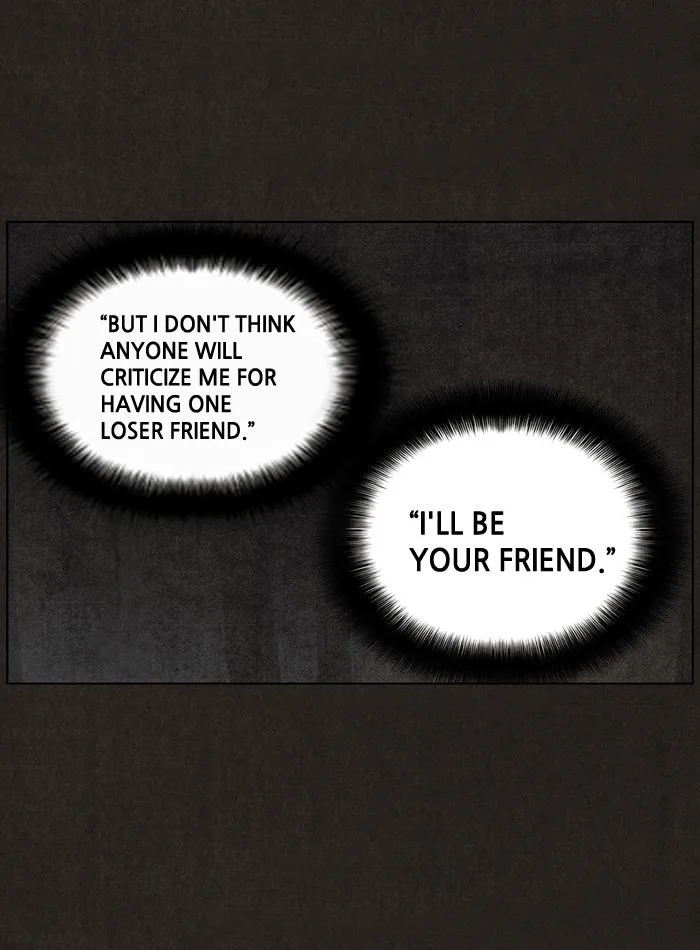 “BUT I DON'T THINK
ANYONE WILL
CRITICIZE ME FOR
HAVING ONE
LOSER FRIEND.”
“I'LL BE
YOUR FRIEND.”